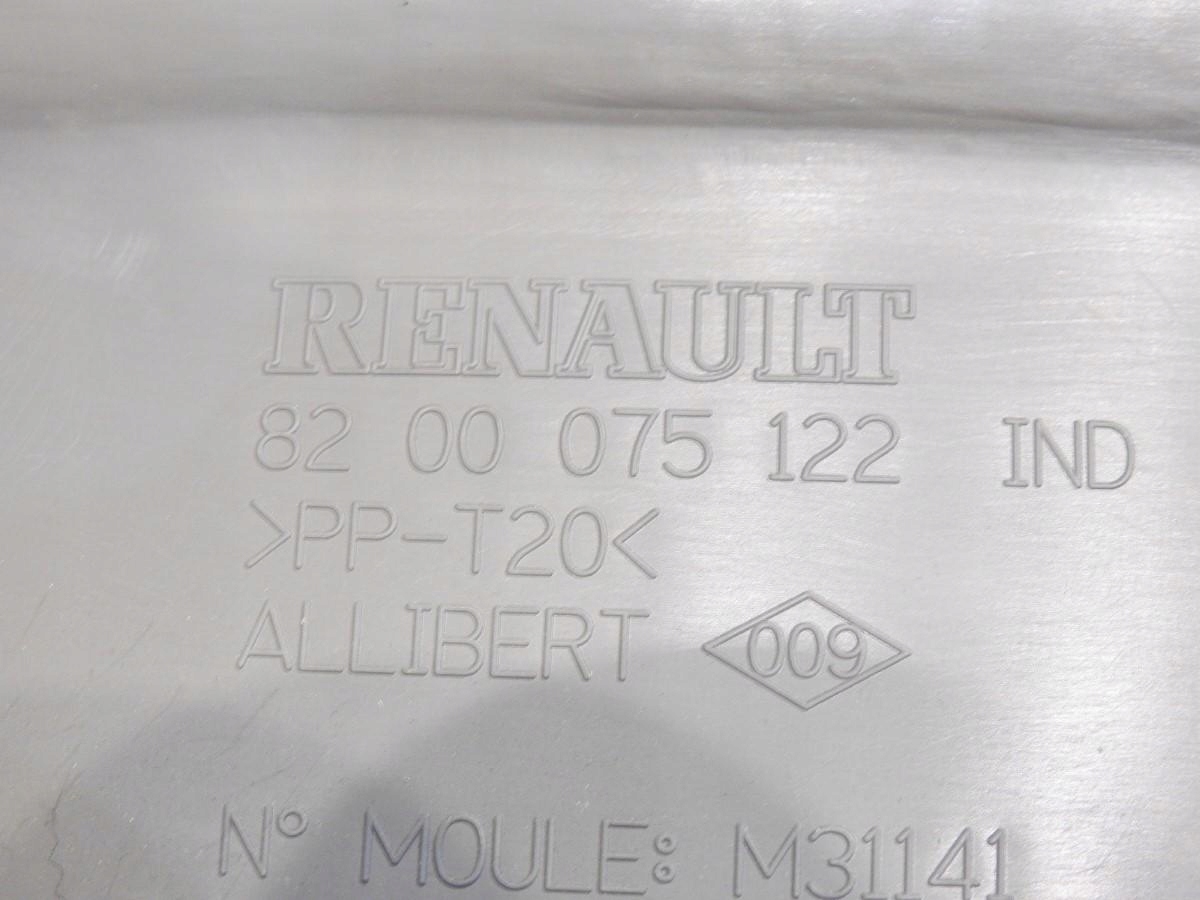 RENAULT
82 00 075 122 IND
>PP-T20<
ALLIBERT 009
N° MOULE: M31141